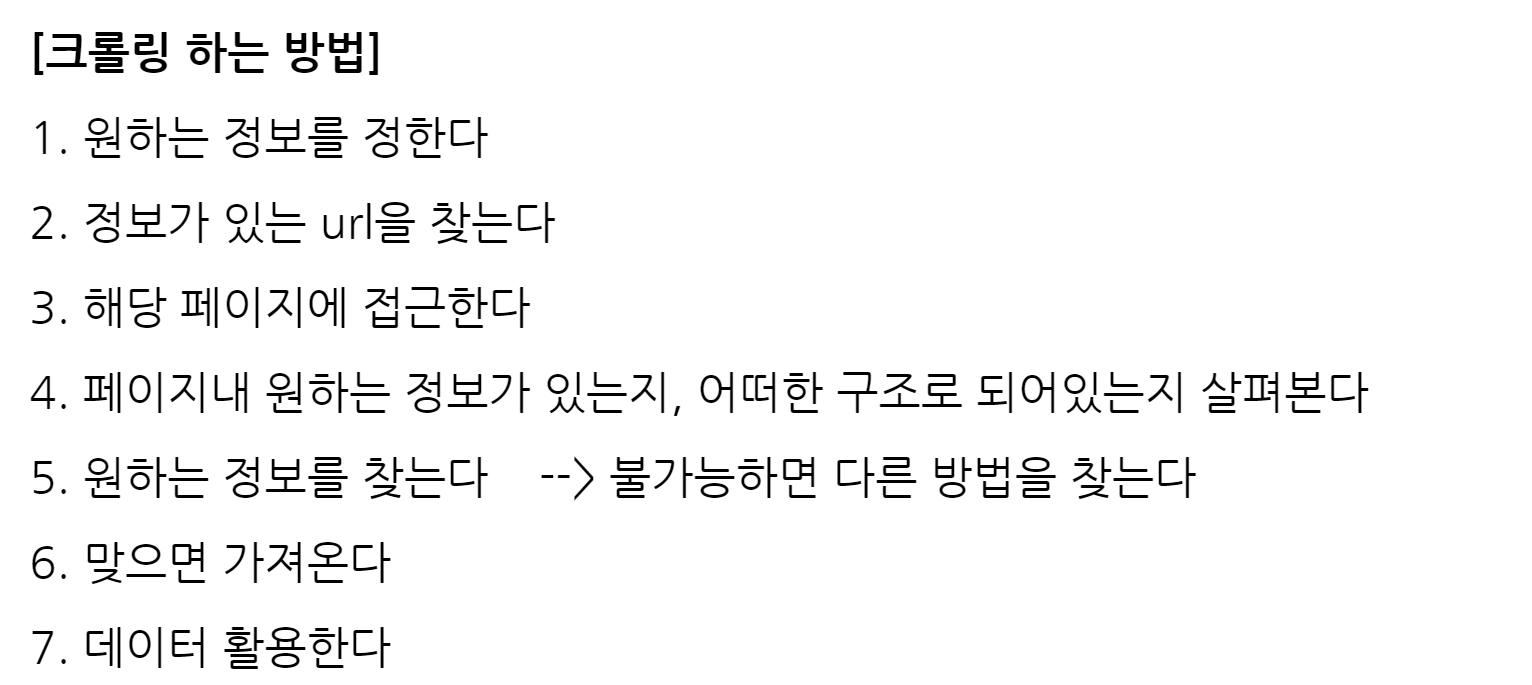 [크롤링 하는 방법]
1. 원하는 정보를 정한다
2. 정보가 있는 url을 찾는다
3. 해당 페이지에 접근한다
4. 페이지내 원하는 정보가 있는지, 어떠한 구조로 되어있는지 살펴본다
5. 원하는 정보를 찾는다    --> 불가능하면 다른 방법을 찾는다
6. 맞으면 가져온다
7. 데이터 활용한다